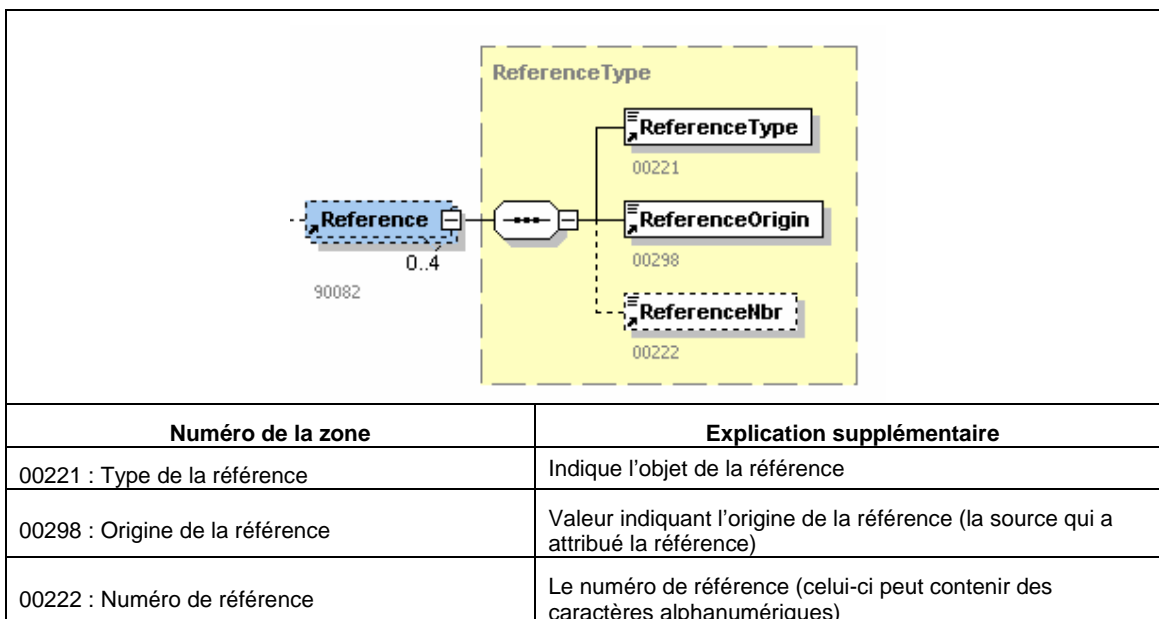 ReferenceType
ReferenceType
00221
Reference
0..4
90082
ReferenceOrigin
00298
ReferenceNbr
00222
Numéro de la zone
Explication supplémentaire
00221 : Type de la référence
Indique l’objet de la référence
00298 : Origine de la référence
Valeur indiquant l’origine de la référence (la source qui a
attribué la référence)
00222 : Numéro de référence
Le numéro de référence (celui-ci peut contenir des
caractères alphanumériques)